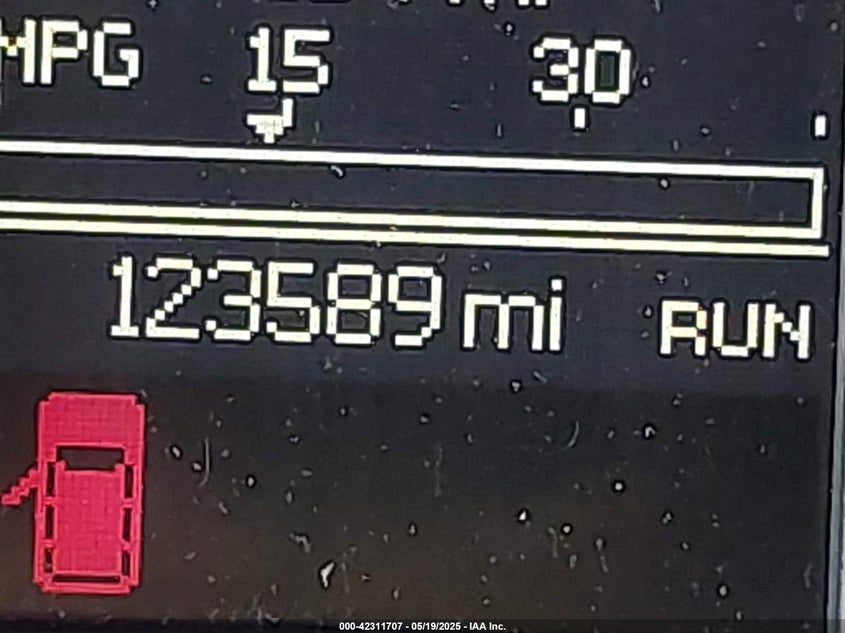 MPG 15 30
123589 mi RUN
000-42311707 - 05/19/2025 - IAA Inc.